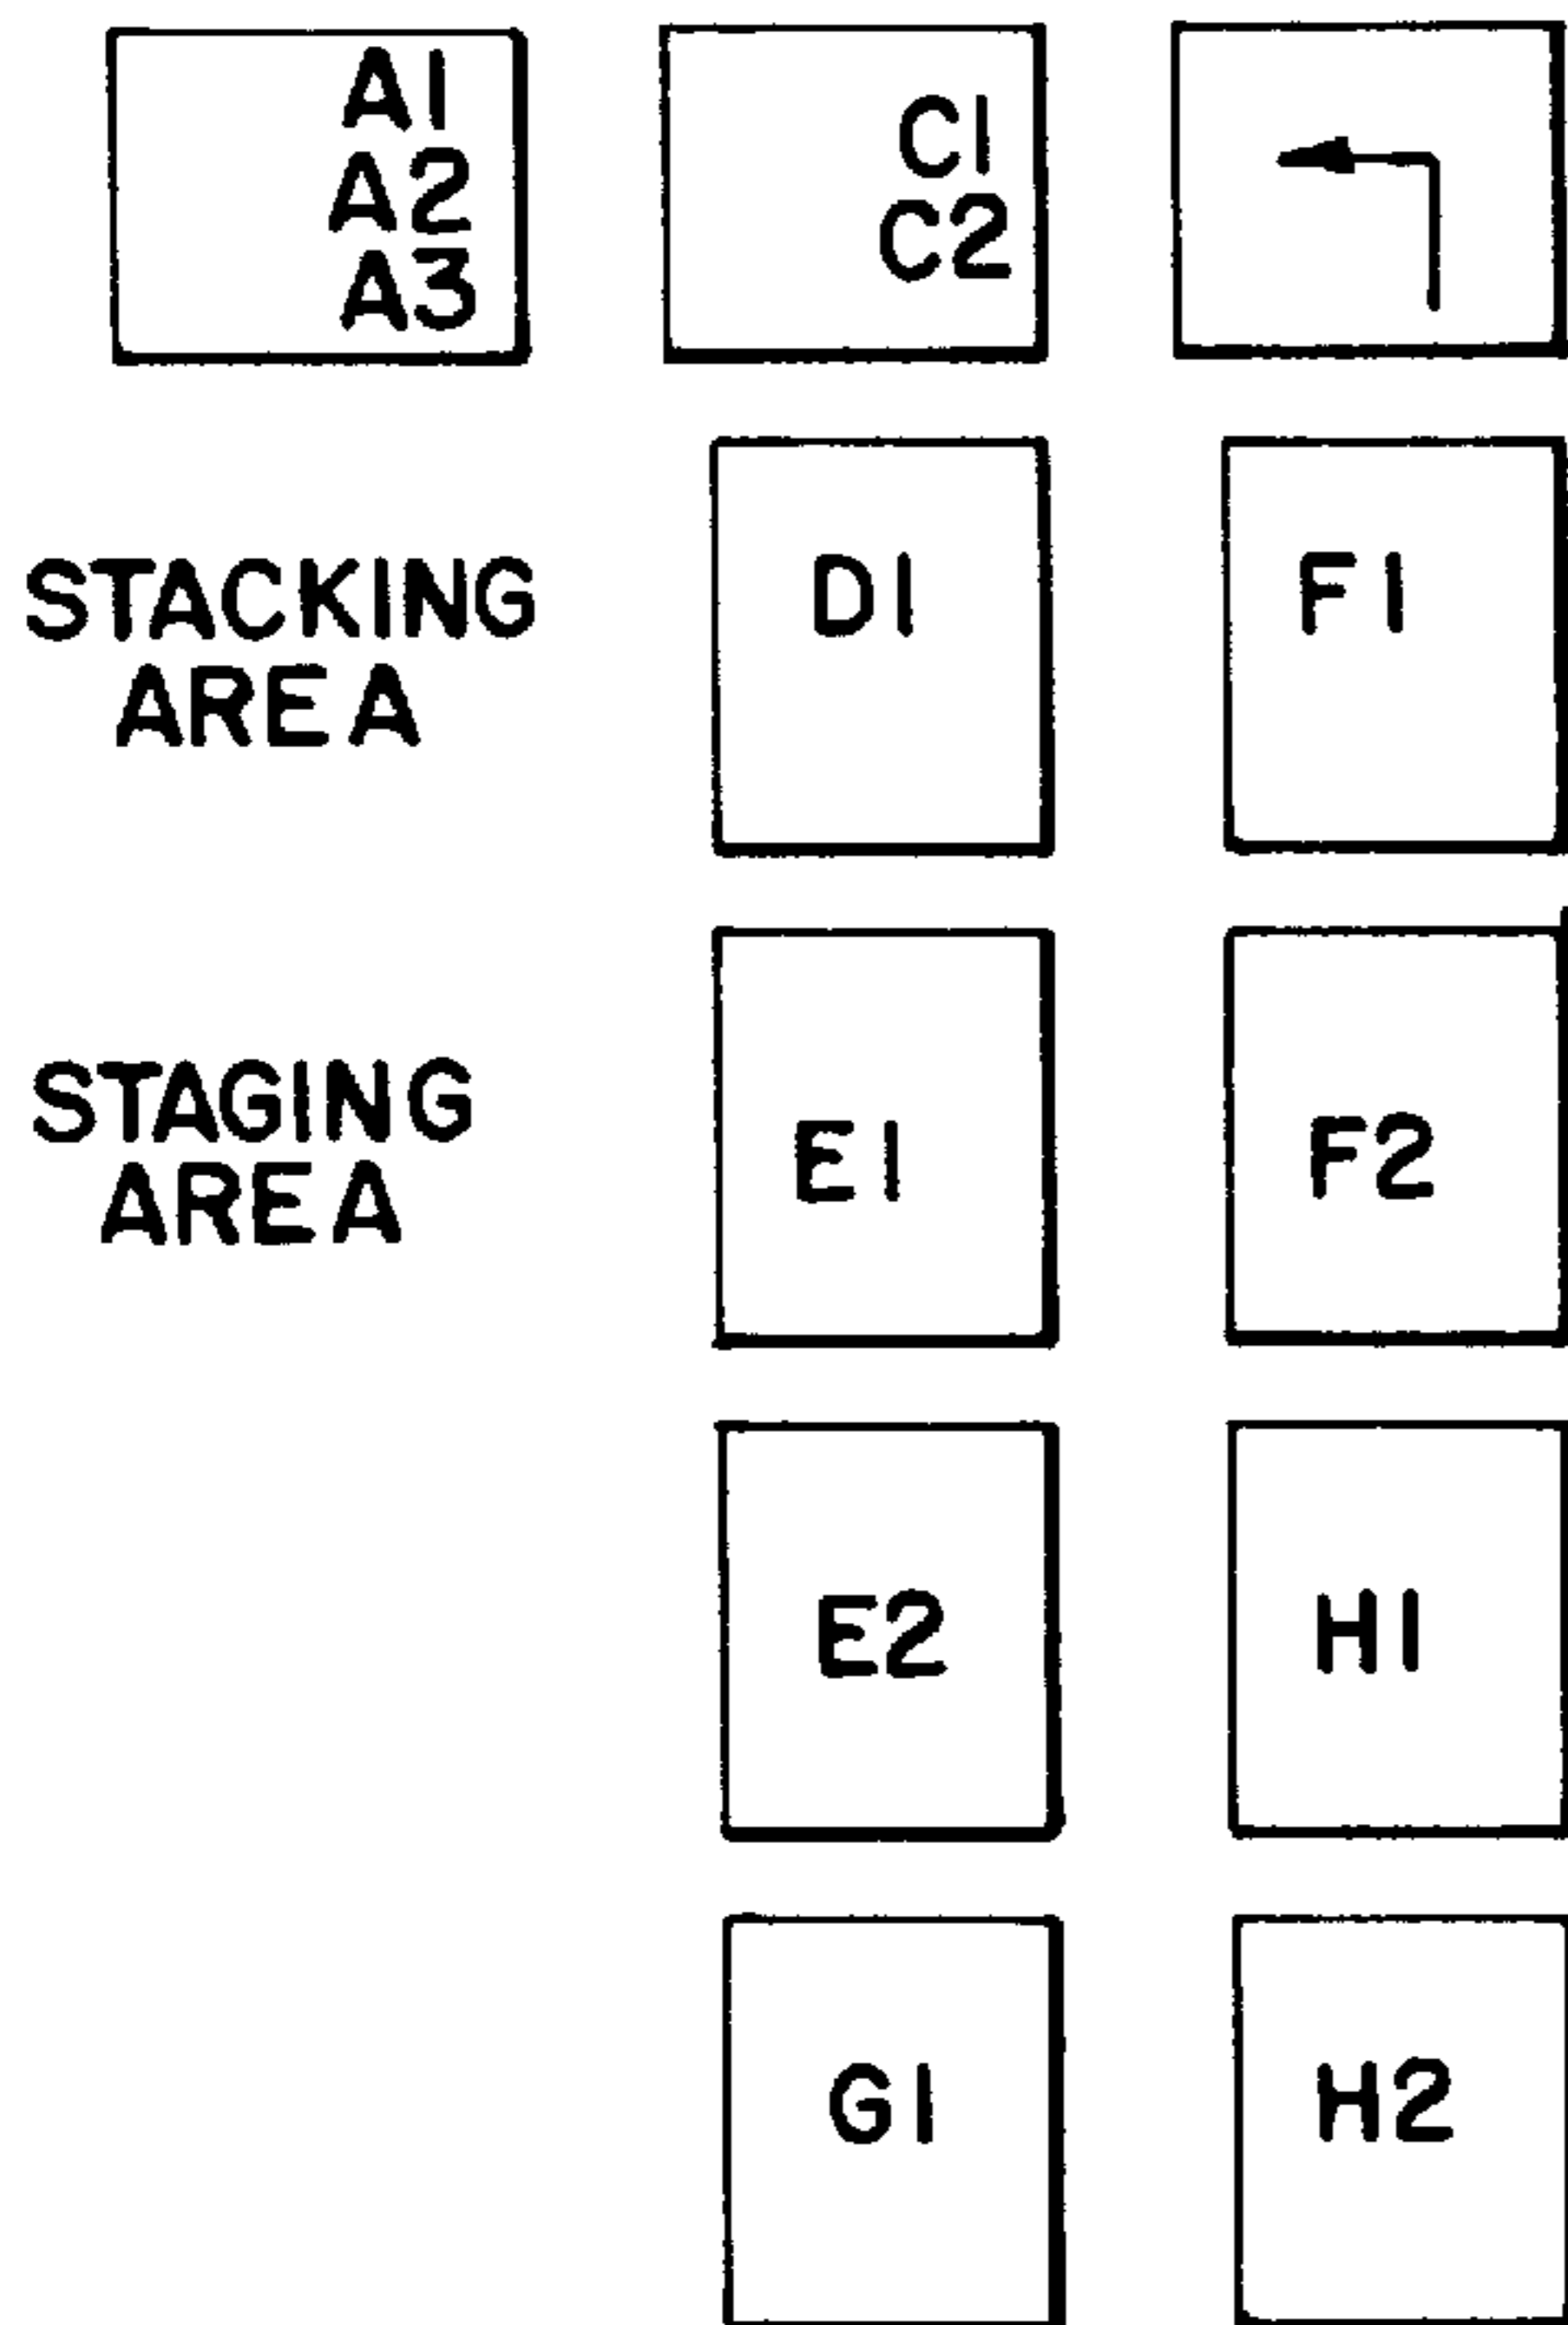 A1
A2
A3
C1
C2
STACKING
AREA
D1
F1
STAGING
AREA
E1
F2
E2
H1
G1
H2